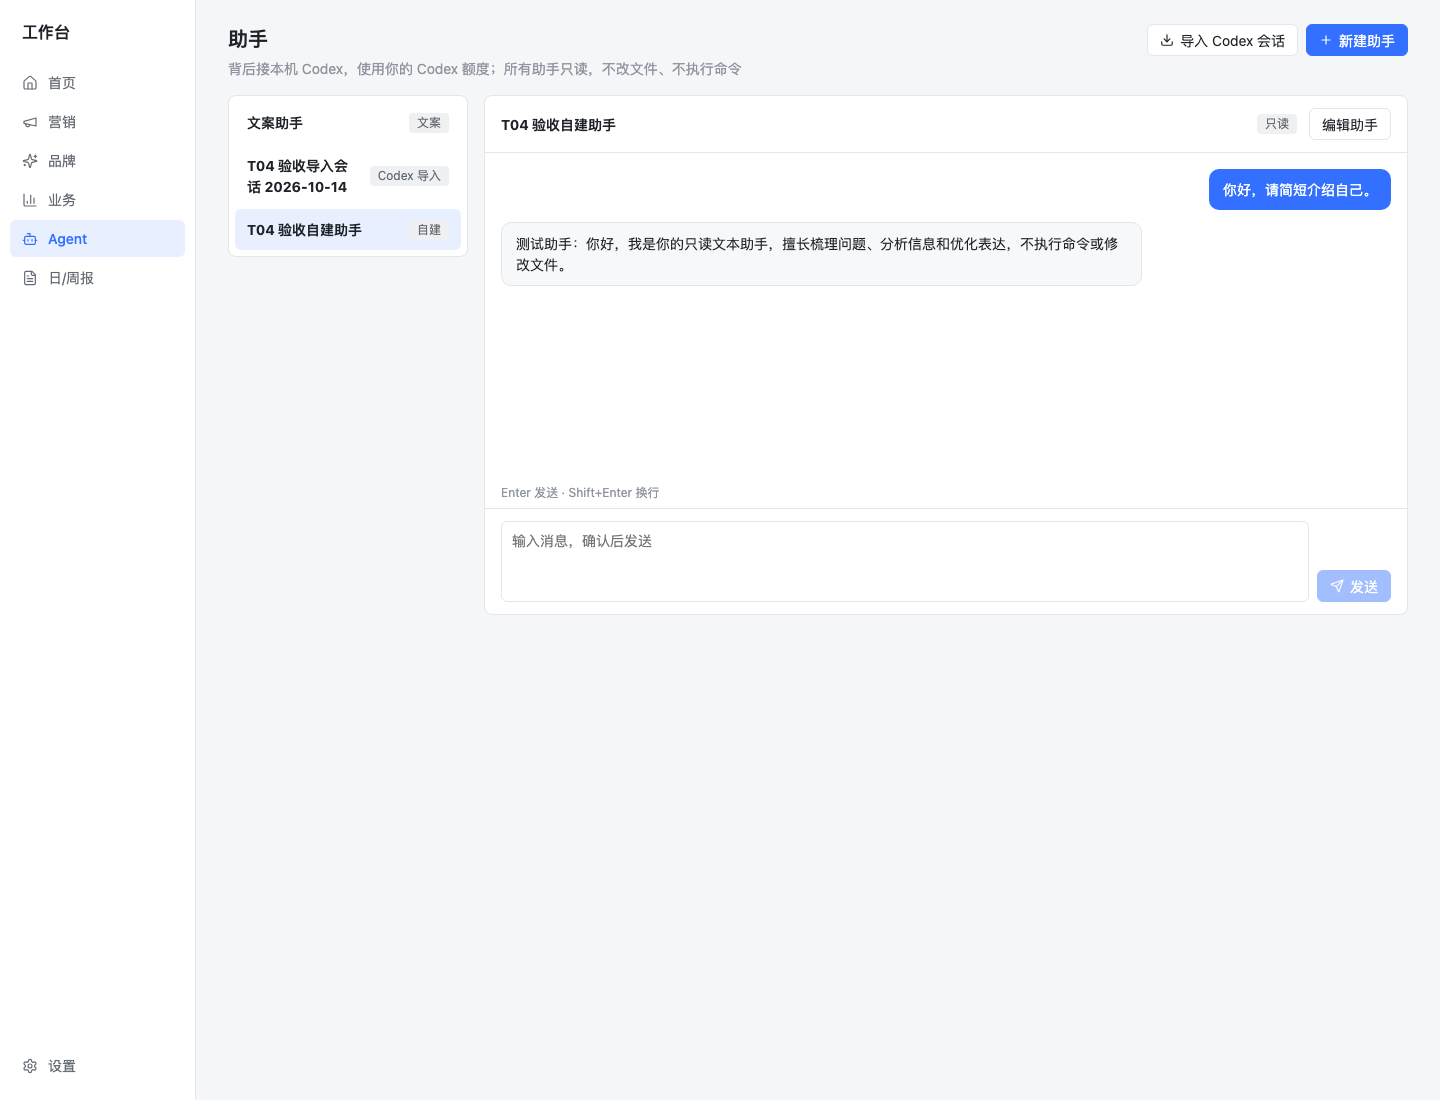 工作台
首页
营销
品牌
业务
Agent
日/周报
设置
助手
背后接本机 Codex，使用你的 Codex 额度；所有助手只读，不改文件、不执行命令
导入 Codex 会话
新建助手
文案助手
文案
T04 验收导入会
话 2026-10-14
Codex 导入
T04 验收自建助手
自建
T04 验收自建助手
只读
编辑助手
你好，请简短介绍自己。
测试助手：你好，我是你的只读文本助手，擅长梳理问题、分析信息和优化表达，不执行命令或修
改文件。
Enter 发送 · Shift+Enter 换行
输入消息，确认后发送
发送